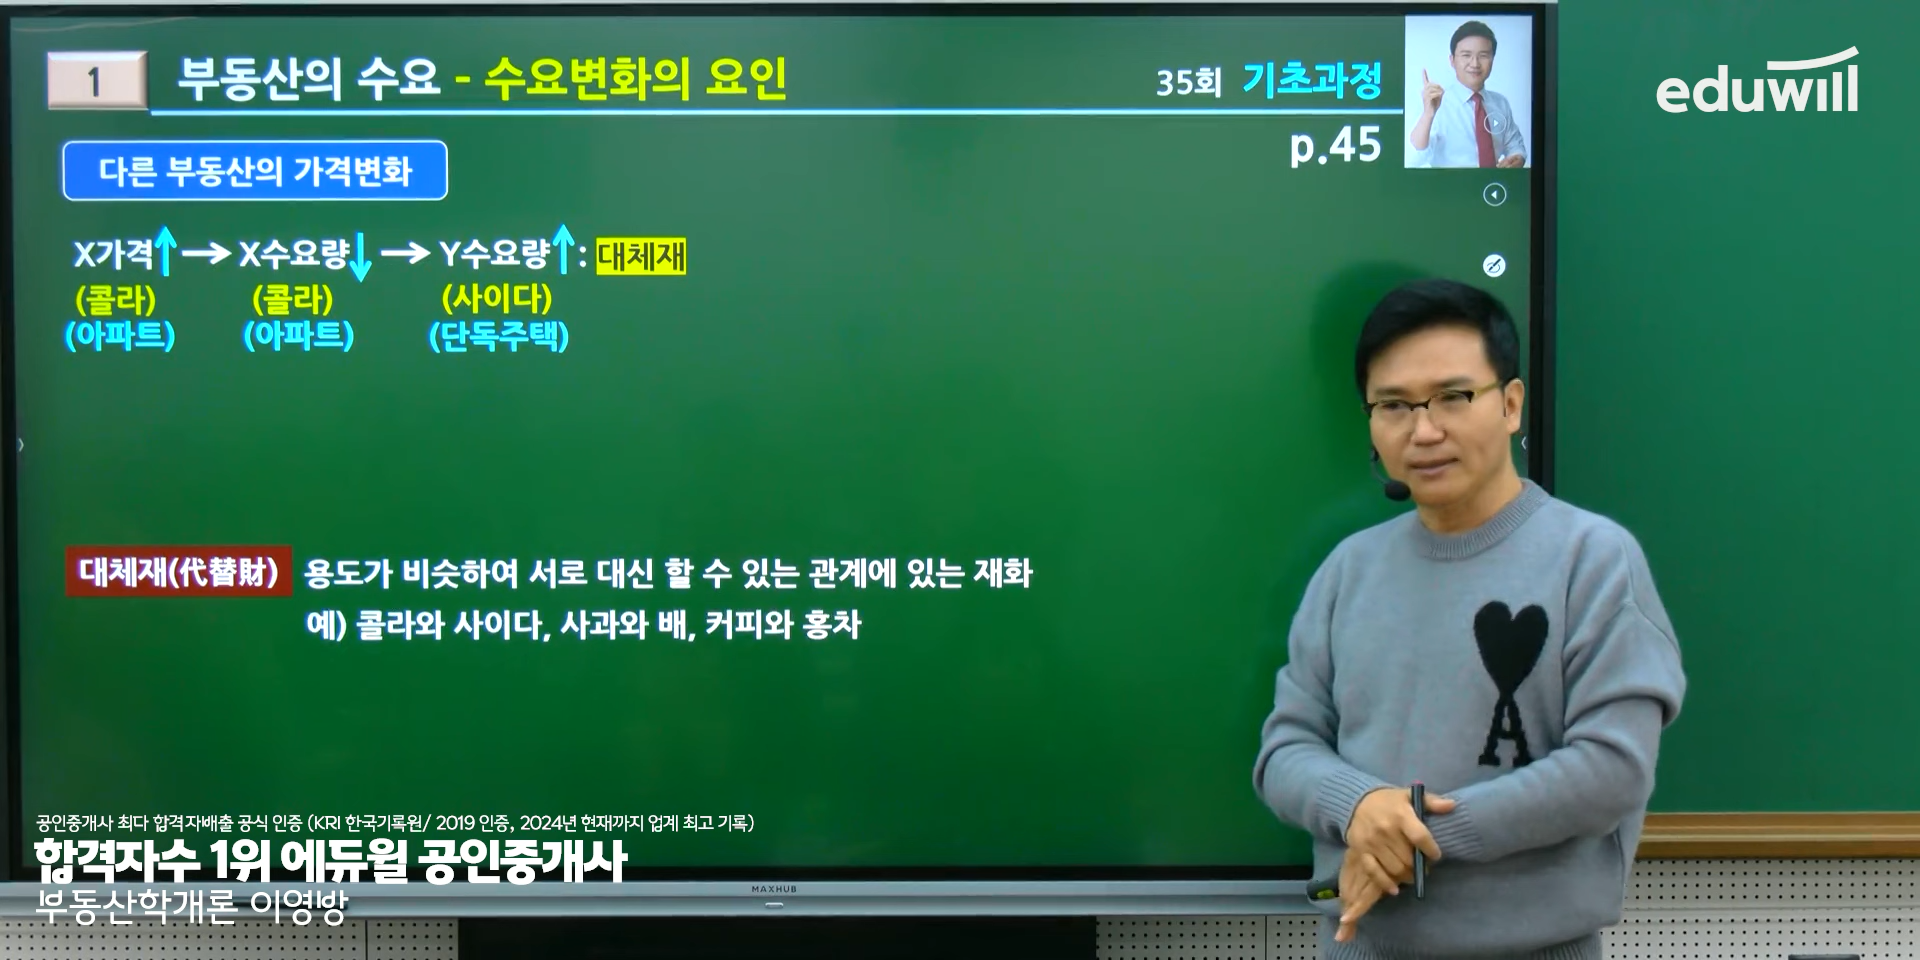 1 부동산의 수요 - 수요변화의 요인
35회 기초과정
eduwill
p.45
다른 부동산의 가격변화
X가격↑→X수요량↓→Y수요량↑: 대체재
(콜라) (콜라) (사이다)
(아파트) (아파트) (단독주택)
대체재(代替財) 용도가 비슷하여 서로 대신 할 수 있는 관계에 있는 재화
예) 콜라와 사이다, 사과와 배, 커피와 홍차
A
공인중개사 최다 합격자배출 공식 인증 (KRI 한국기록원/ 2019 인증, 2024년 현재까지 업계 최고 기록)
합격자수 1위 에듀윌 공인중개사
부동산학개론 이영방
MAXHUB